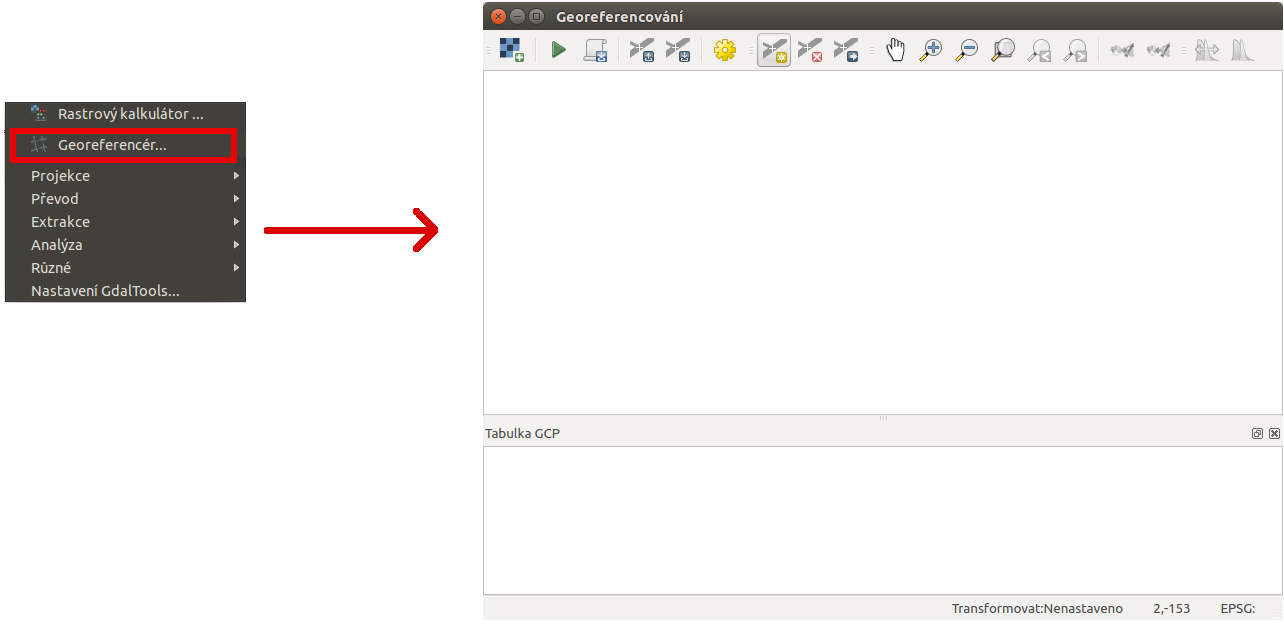 Rastrový kalkulátor ...
Georeferencér...
Projekce
Převod
Extrakce
Analýza
Různé
Nastavení GdalTools...
Georeferencování
Tabulka GCP
Transformovat:Nenastaveno 2,-153 EPSG: